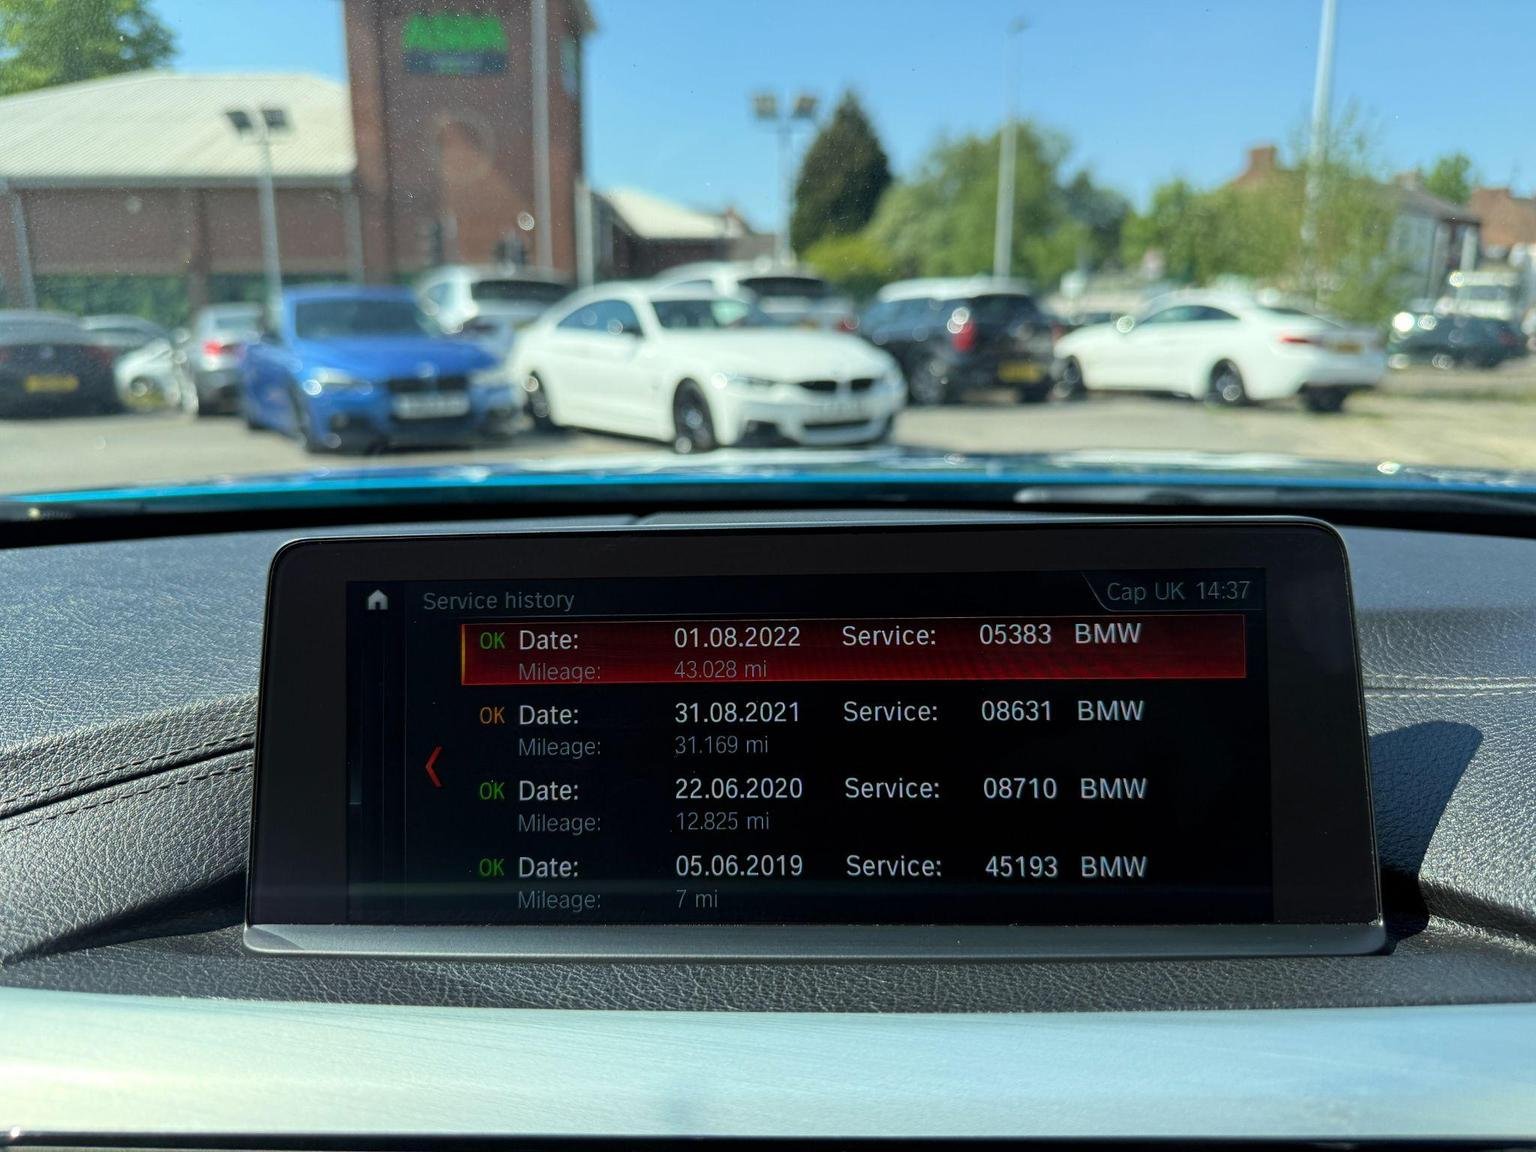 Service history
Cap UK 14:37
OK Date: 01.08.2022 Service: 05383 BMW
Mileage: 43.028 mi
OK Date: 31.08.2021 Service: 08631 BMW
Mileage: 31.169 mi
OK Date: 22.06.2020 Service: 08710 BMW
Mileage: 12.825 mi
OK Date: 05.06.2019 Service: 45193 BMW
Mileage: 7 mi